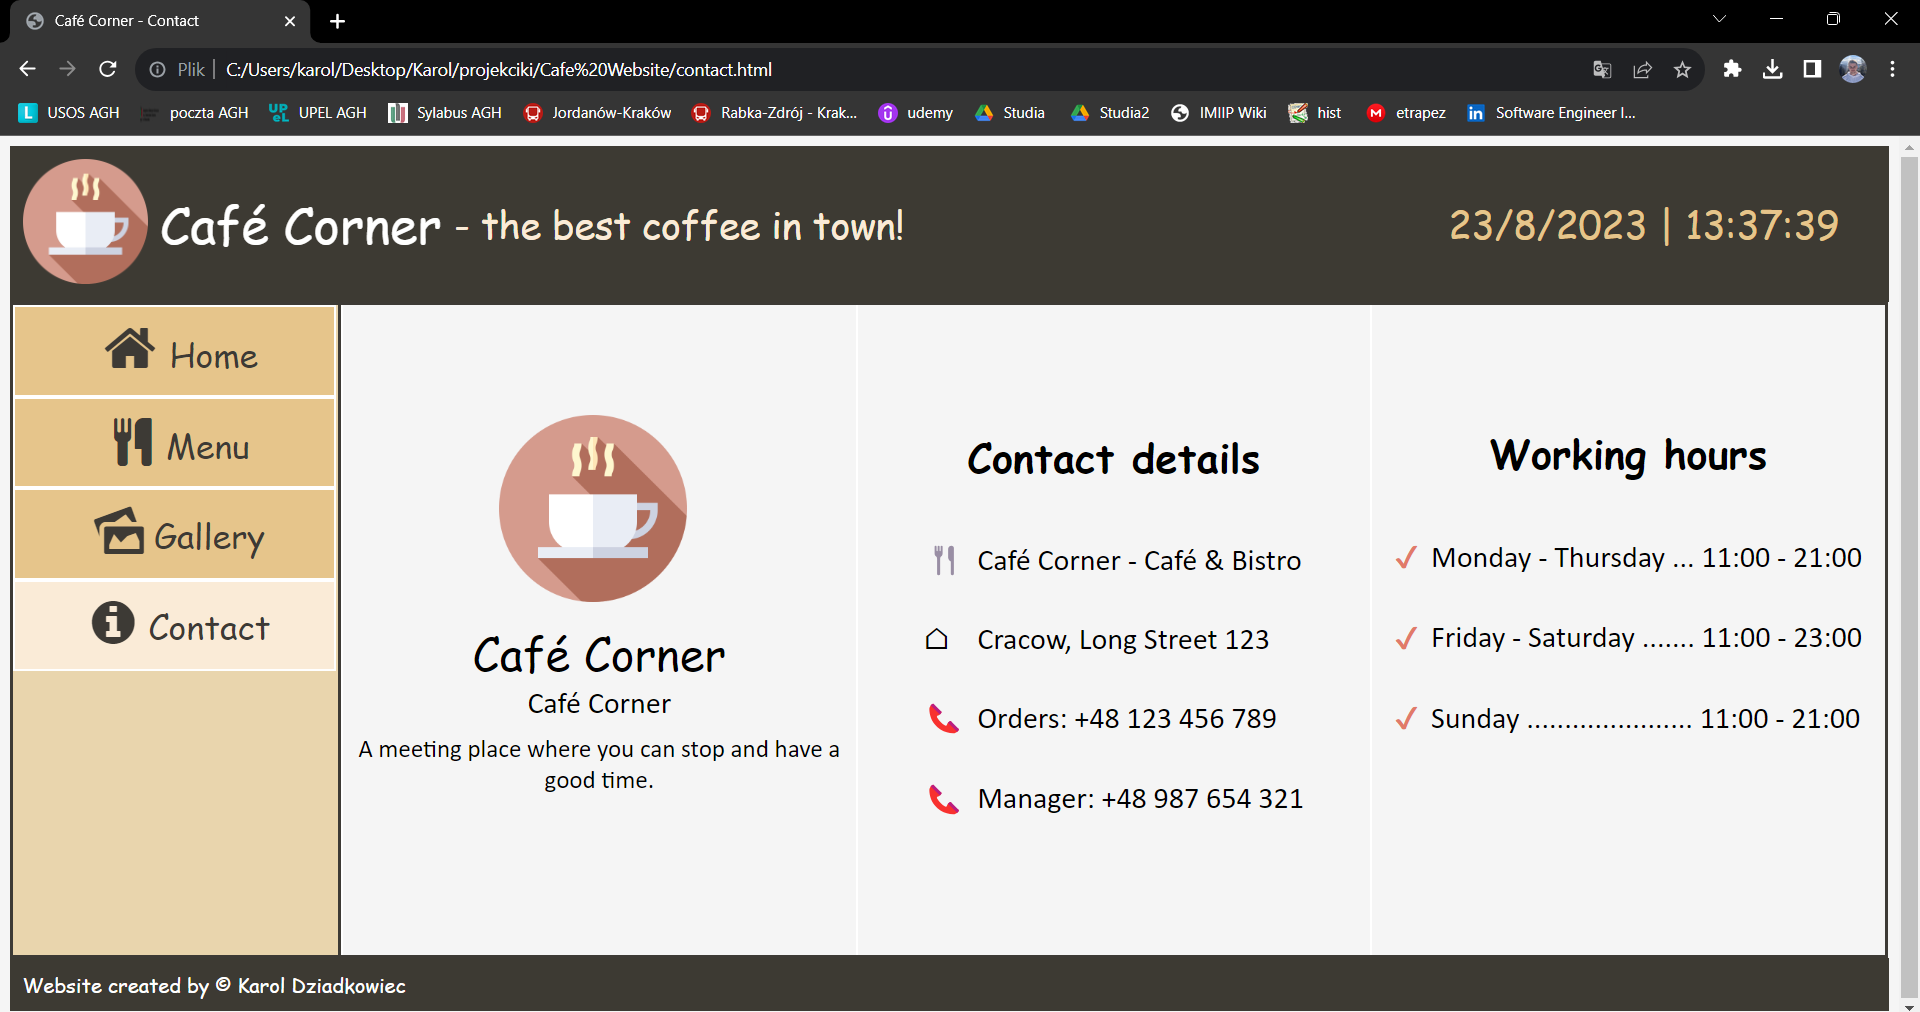 Café Corner - Contact
Plik | C:/Users/karol/Desktop/Karol/projekciki/Cafe%20Website/contact.html
USOS AGH poczta AGH UPEL AGH Sylabus AGH Jordanów-Kraków Rabka-Zdrój - Krak... udemy Studia Studia2 IMIIP Wiki hist etrapez Software Engineer I...
Café Corner - the best coffee in town!
23/8/2023 | 13:37:39
Home
Menu
Gallery
Contact
Café Corner
Café Corner
A meeting place where you can stop and have a
good time.
Contact details
Café Corner - Café & Bistro
Cracow, Long Street 123
Orders: +48 123 456 789
Manager: +48 987 654 321
Working hours
✓ Monday - Thursday ... 11:00 - 21:00
✓ Friday - Saturday ....... 11:00 - 23:00
✓ Sunday ...................... 11:00 - 21:00
Website created by © Karol Dziadkowiec